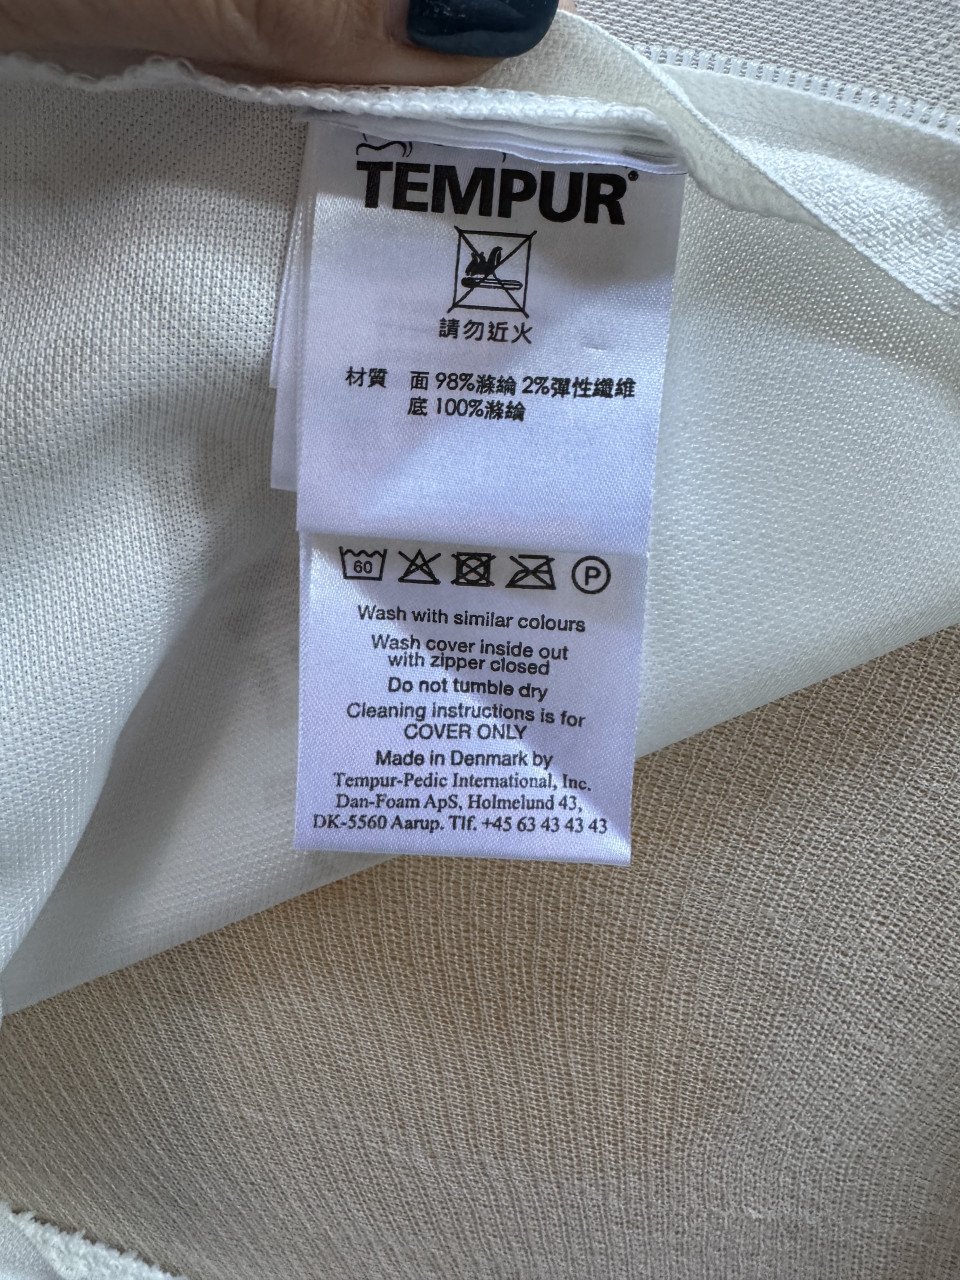 TEMPUR®
請勿近火
材質 面 98%滌綸 2%彈性纖維
底 100%滌綸
60
P
Wash with similar colours
Wash cover inside out
with zipper closed
Do not tumble dry
Cleaning instructions is for
COVER ONLY
Made in Denmark by
Tempur-Pedic International, Inc.
Dan-Foam ApS, Holmelund 43,
DK-5560 Aarup. Tlf. +45 63 43 43 43